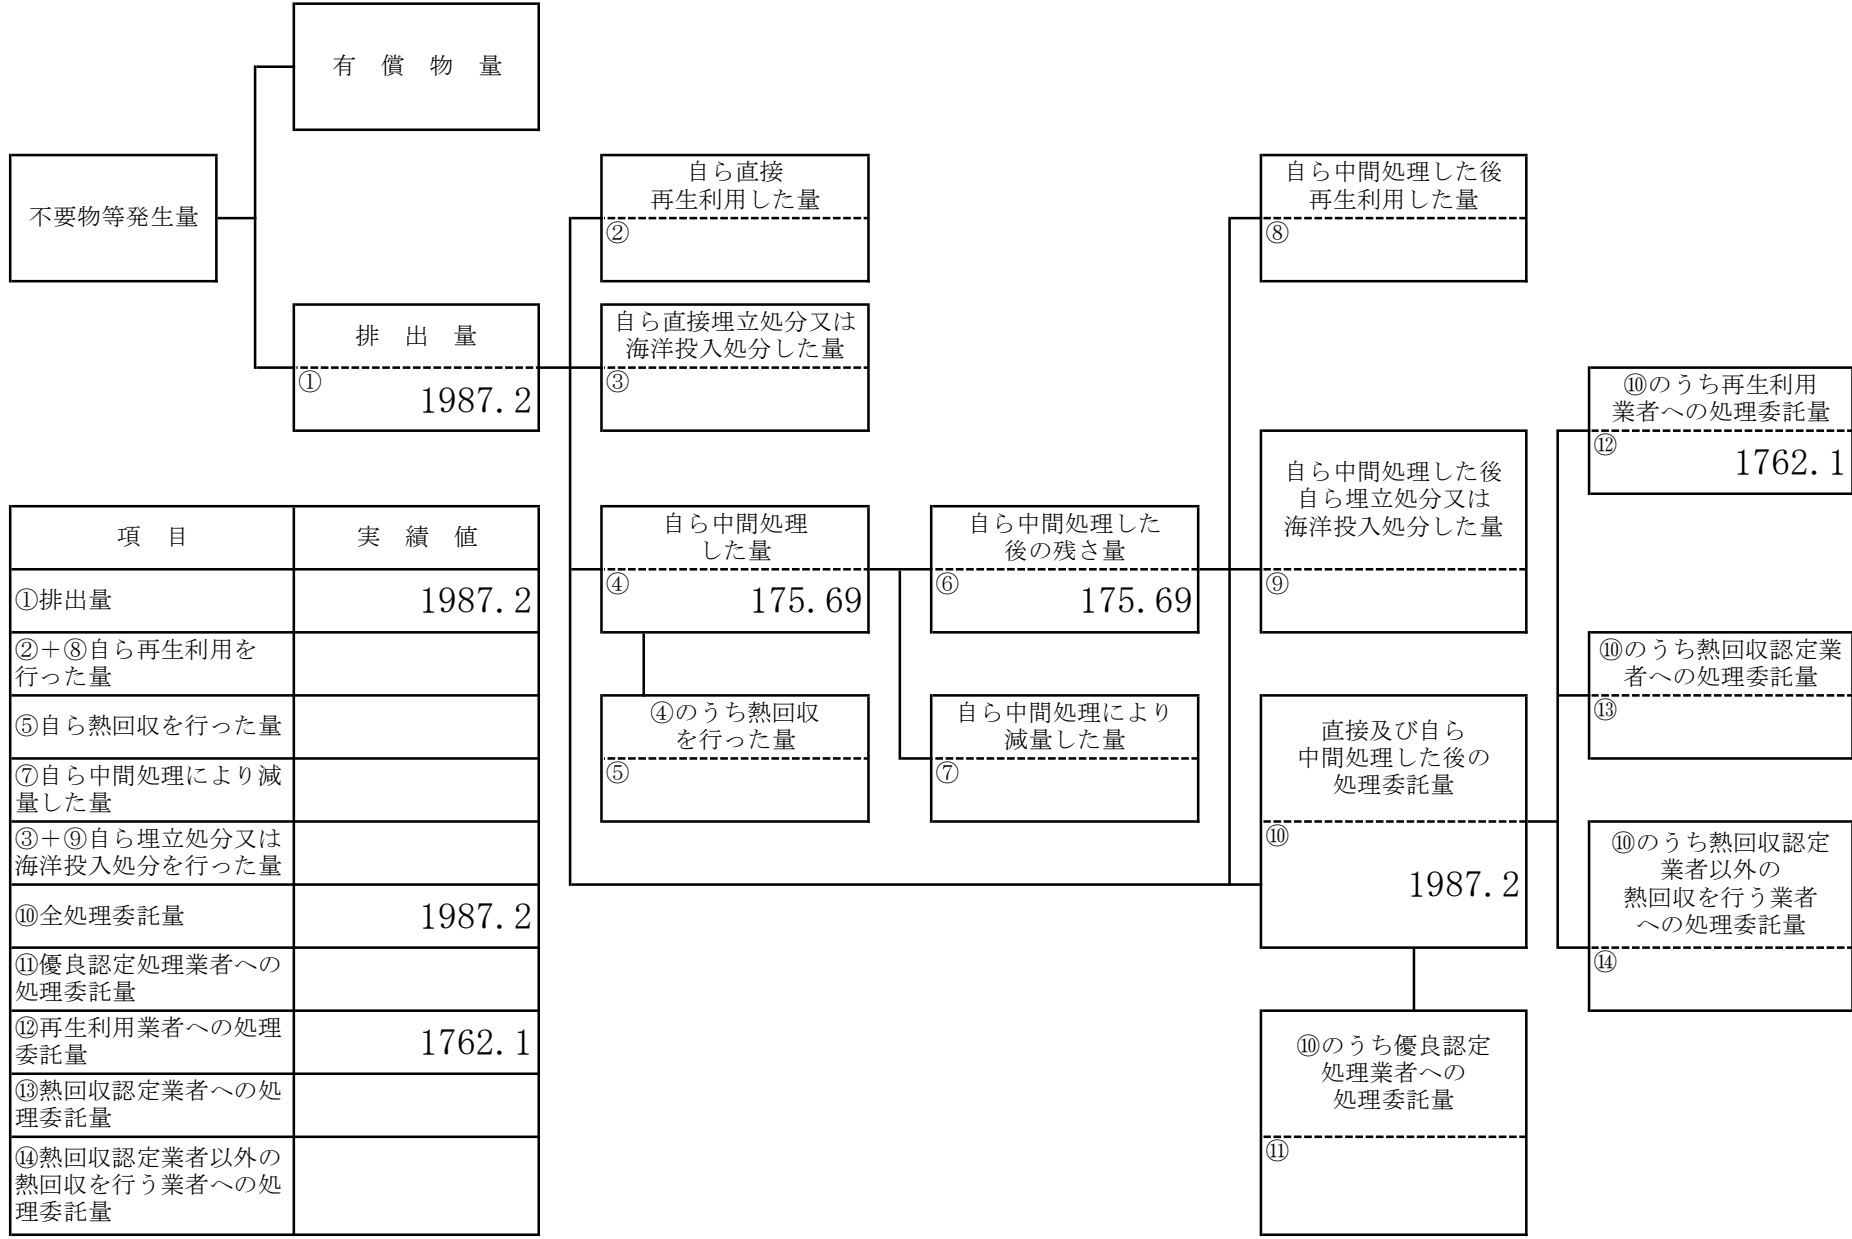 有　償　物　量
不要物等発生量
排　出　量
①
1987.2
自ら直接
再生利用した量
②
自ら直接埋立処分又は
海洋投入処分した量
③
自ら中間処理
した量
④
175.69
④のうち熱回収
を行った量
⑤
自ら中間処理した
後の残さ量
⑥
175.69
自ら中間処理により
減量した量
⑦
自ら中間処理した後
再生利用した量
⑧
自ら中間処理した後
自ら埋立処分又は
海洋投入処分した量
⑨
直接及び自ら
中間処理した後の
処理委託量
⑩
1987.2
⑩のうち優良認定
処理業者への
処理委託量
⑪
⑩のうち再生利用
業者への処理委託量
⑫
1762.1
⑩のうち熱回収認定業
者への処理委託量
⑬
⑩のうち熱回収認定
業者以外の
熱回収を行う業者
への処理委託量
⑭
項　目　実　績　値
①排出量　1987.2
②＋⑧自ら再生利用を
行った量
⑤自ら熱回収を行った量
⑦自ら中間処理により減
量した量
③＋⑨自ら埋立処分又は
海洋投入処分を行った量
⑩全処理委託量　1987.2
⑪優良認定処理業者への
処理委託量
⑫再生利用業者への処理
委託量　1762.1
⑬熱回収認定業者への処
理委託量
⑭熱回収認定業者以外の
熱回収を行う業者への処
理委託量